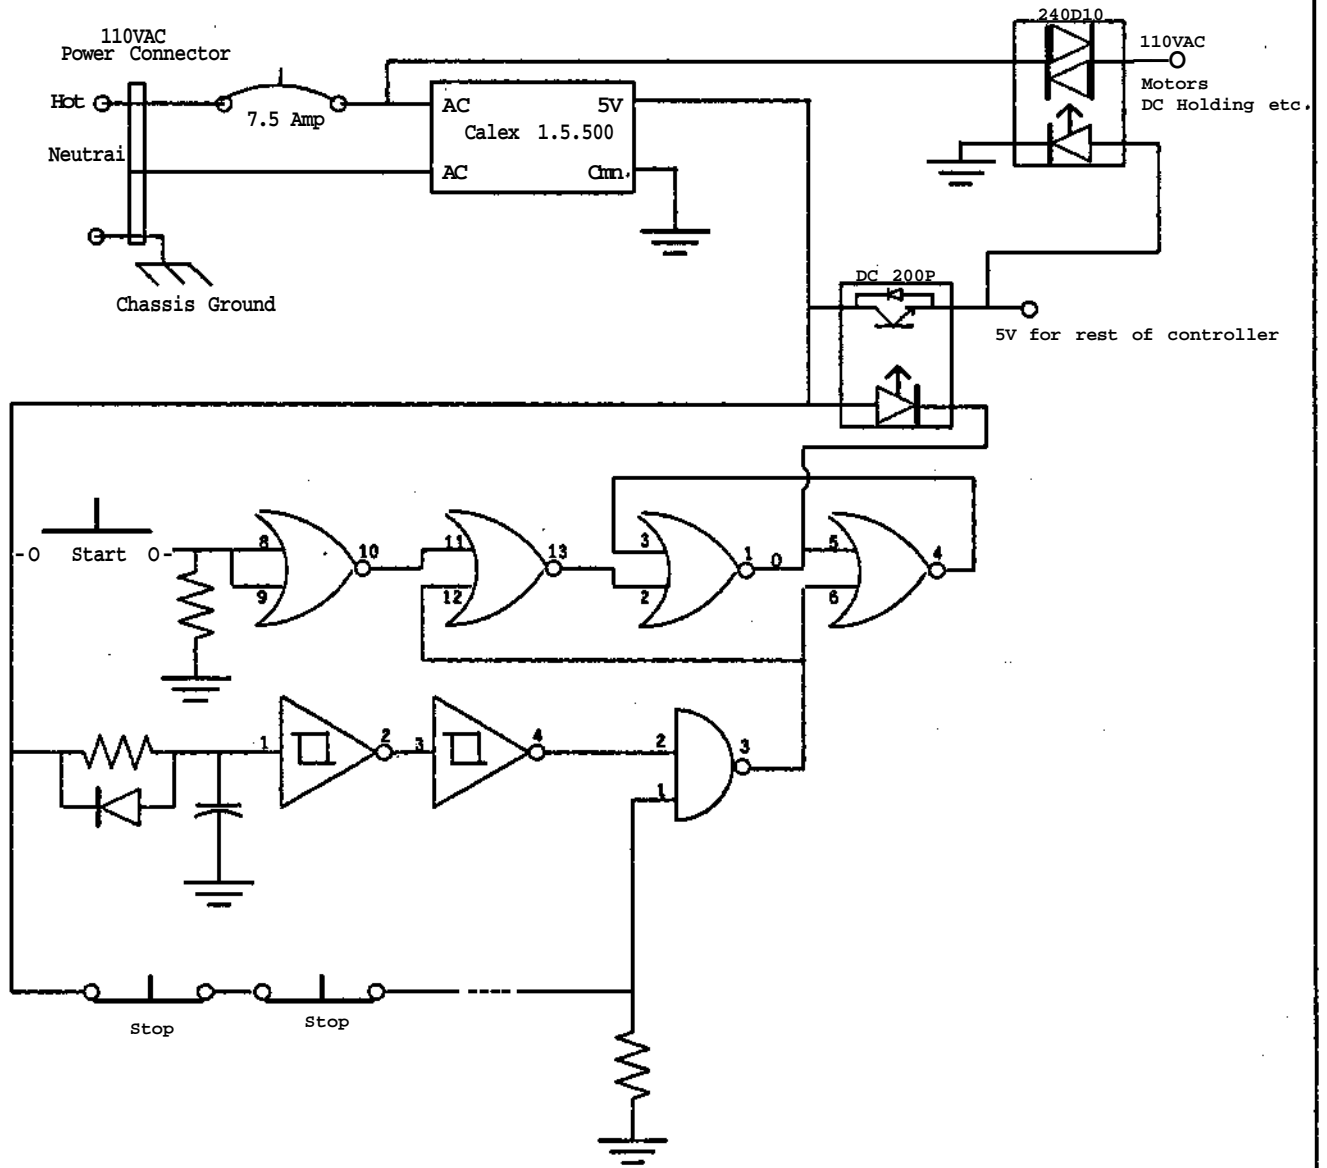 240D10
110VAC
Power Connector
110VAC
Motors
DC Holding etc.
Hot
7.5 Amp
AC
5V
Calex 1.5.500
Neutrai
AC
Cmn.
DC 200P
Chassis Ground
5V for rest of controller
-O Start O-
8
9
10
11
12
13
3
2
1
0
5
6
4
1
2
3
4
2
1
3
Stop
Stop